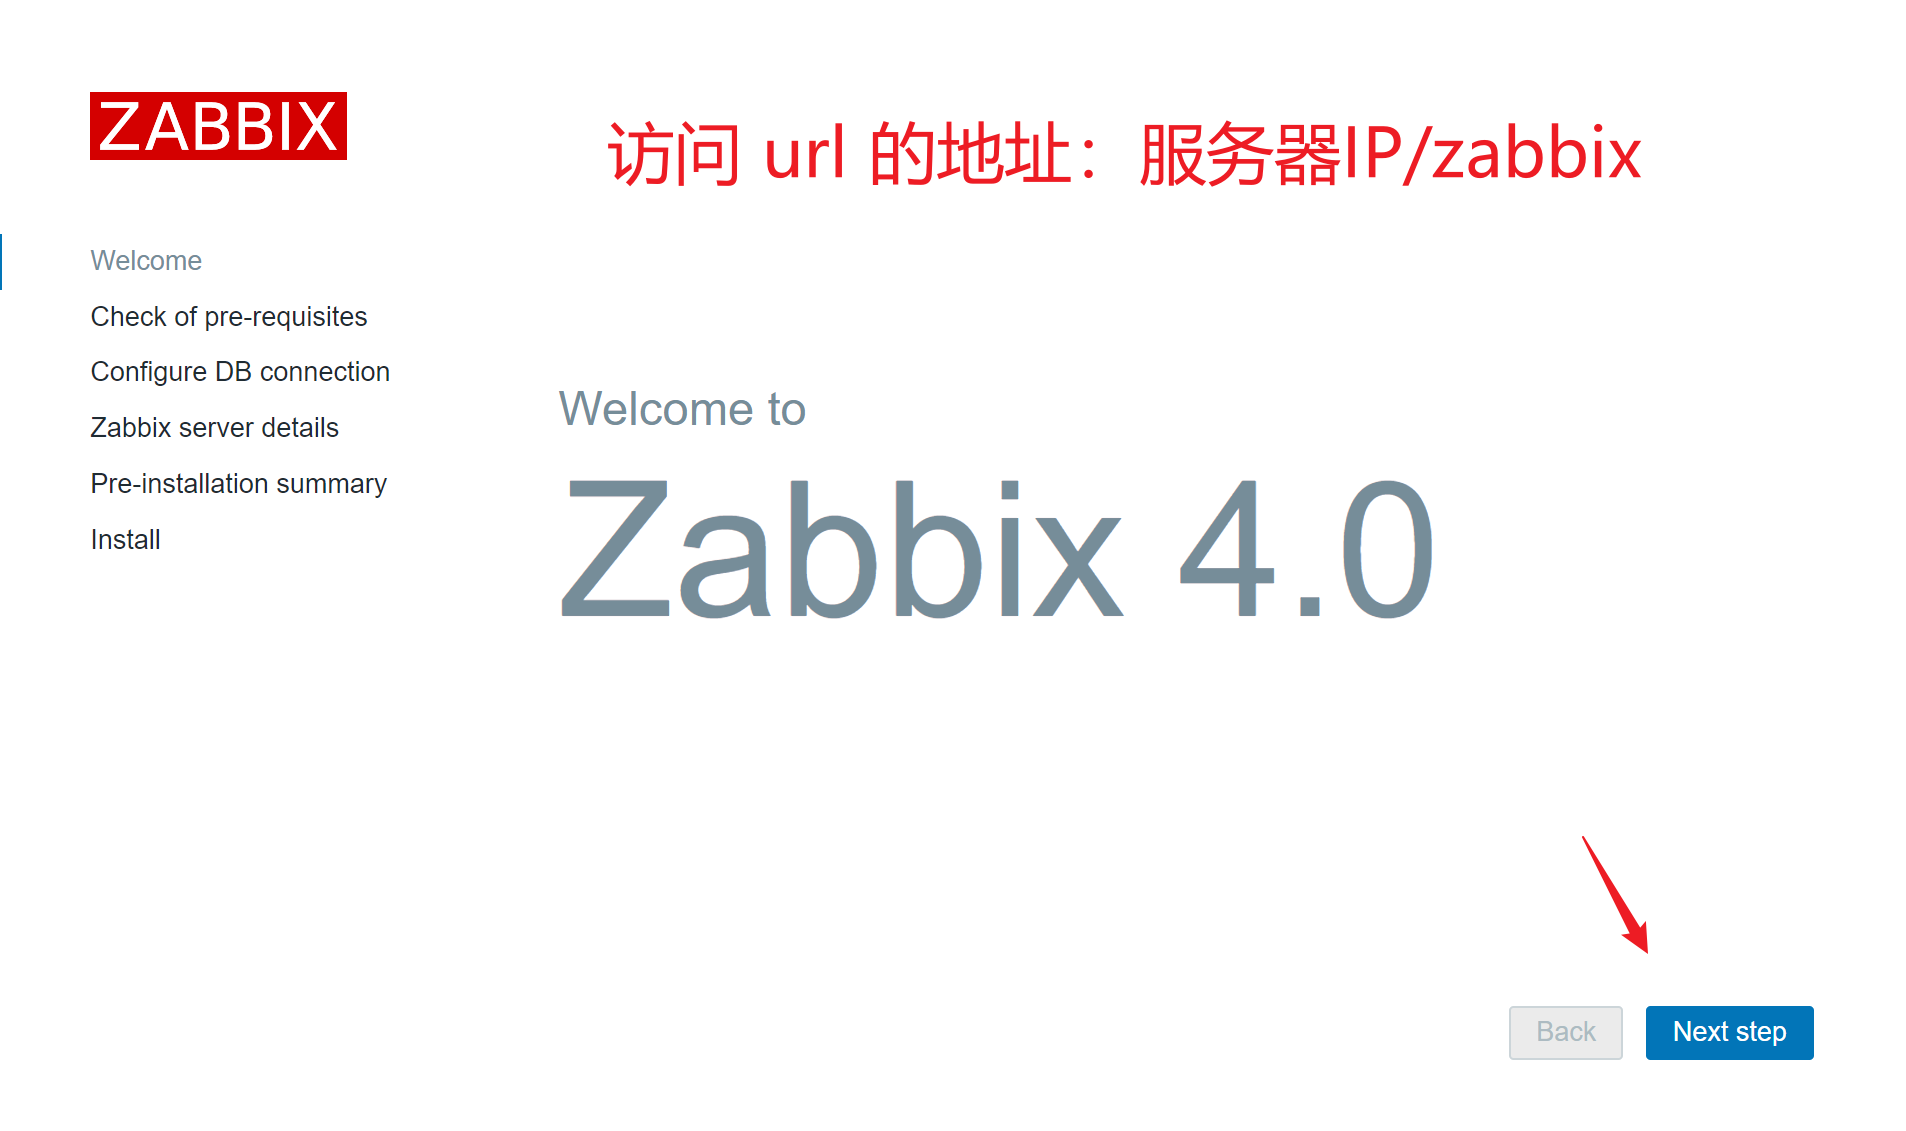 ZABBIX
访问 url 的地址：服务器IP/zabbix
Welcome
Check of pre-requisites
Configure DB connection
Zabbix server details
Pre-installation summary
Install
Welcome to
Zabbix 4.0
Back
Next step